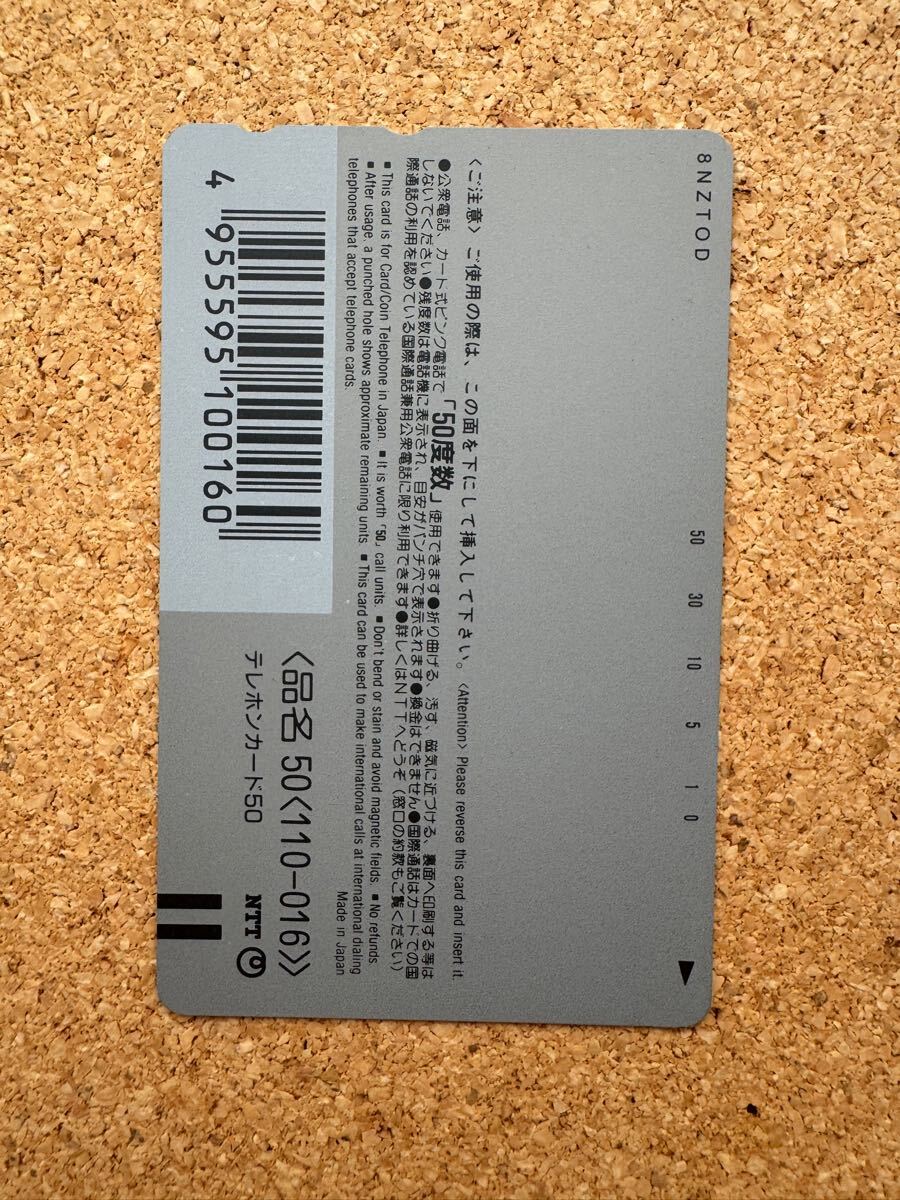 8NZTOD
50 30 10 5 1 0
〈ご注意〉ご使用の際は、この面を下にして挿入して下さい。〈Attention〉Please reverse this card and insert it.
●公衆電話、カード式ピンク電話で「50度数」使用できます●折り曲げる、汚す、磁気に近づける、裏面へ印刷する等は
しないでください●残度数は電話機に表示され、目安がパンチ穴で表示されます●換金はできません●国際通話はカードでの国
際通話の利用を認めている国際通話兼用公衆電話に限り利用できます●詳しくはNTTへどうぞ(窓口の約款もご覧ください)
■This card is for Card/Coin Telephone in Japan. ■It is worth「50」call units. ■Don't bend or stain and avoid magnetic fields. ■No refunds.
■After usage, a punched hole shows approximate remaining units. ■This card can be used to make international calls at international dialing
telephones that accept telephone cards.
Made in Japan
4 955595 100160
〈品名 50〈110-016〉〉
テレホンカード50
NTT